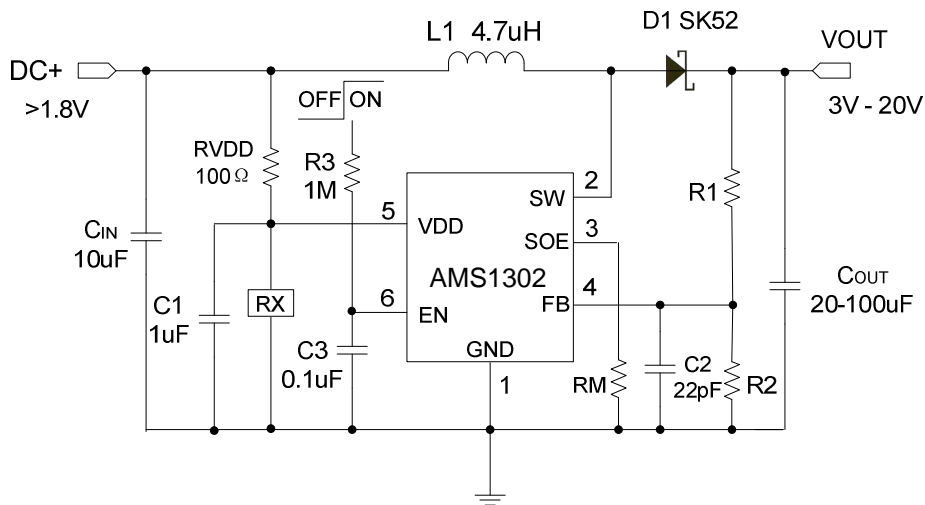 D1 SK52
L1 4.7uH
VOUT
DC+
>1.8V
3V - 20V
OFF ON
RVDD
100Ω
R3
1M
2
SW
R1
5
VDD
3
SOE
CIN
10uF
AMS1302
4
FB
COUT
20-100uF
C1
1uF
RX
6
EN
C3
0.1uF
GND
1
RM
C2
22pF
R2